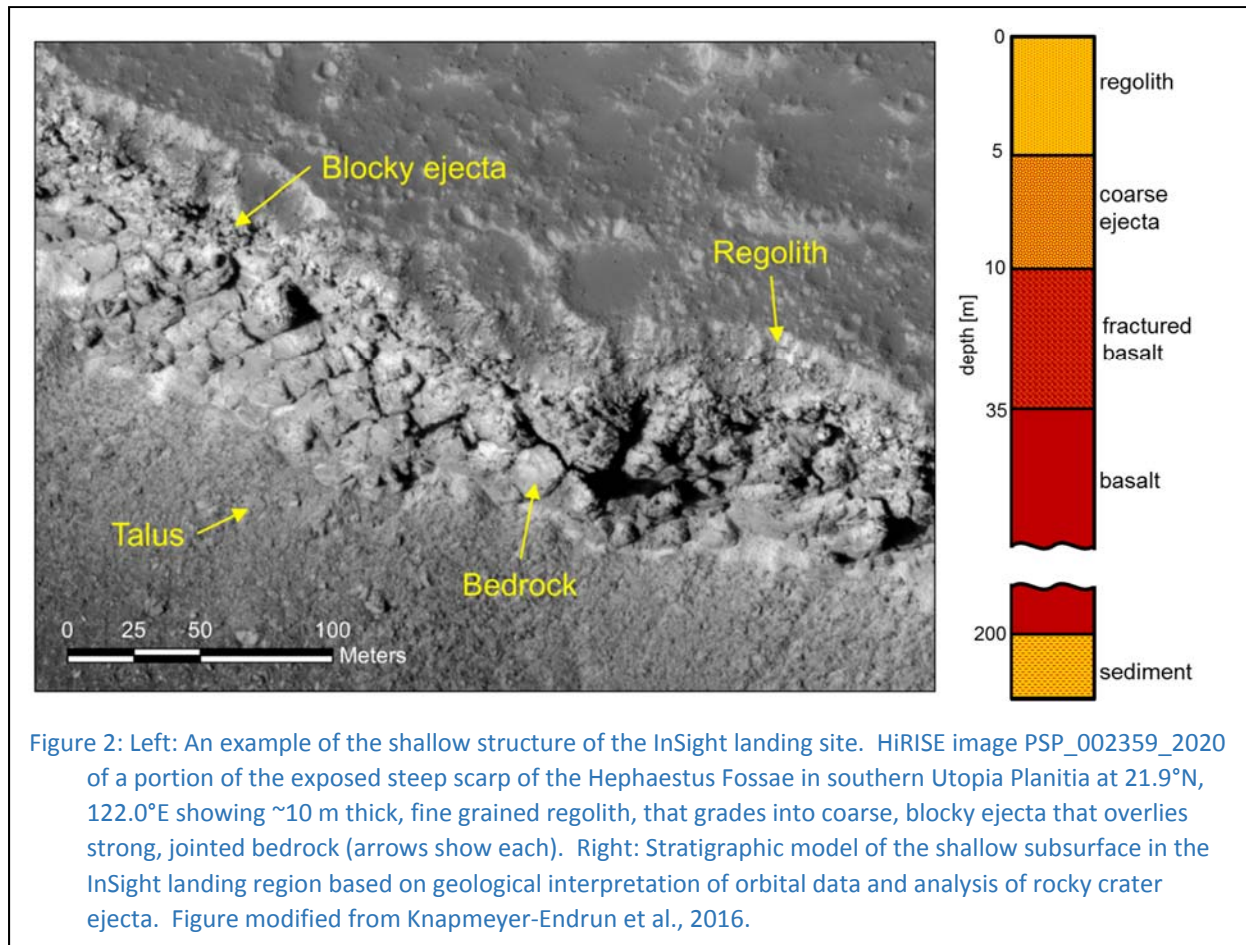 Blocky ejecta
Regolith
Talus
Bedrock
0 25 50 100
Meters
0
regolith
5
coarse
ejecta
10
depth [m]
fractured
basalt
35
basalt
200
sediment
Figure 2: Left: An example of the shallow structure of the InSight landing site. HiRISE image PSP_002359_2020
of a portion of the exposed steep scarp of the Hephaestus Fossae in southern Utopia Planitia at 21.9°N,
122.0°E showing ~10 m thick, fine grained regolith, that grades into coarse, blocky ejecta that overlies
strong, jointed bedrock (arrows show each). Right: Stratigraphic model of the shallow subsurface in the
InSight landing region based on geological interpretation of orbital data and analysis of rocky crater
ejecta. Figure modified from Knapmeyer-Endrun et al., 2016.